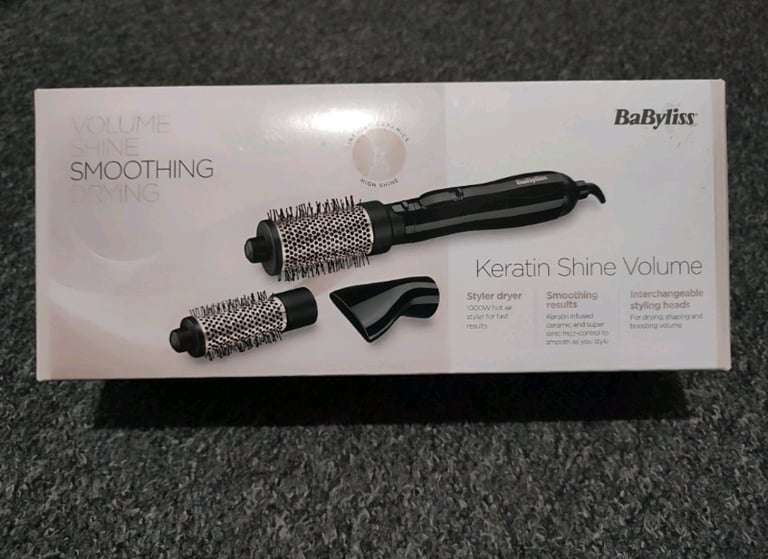 VOLUME
SHINE
SMOOTHING
DRYING
CERAMICS
HIGH SHINE
BaByliss
BaByliss
Keratin Shine Volume
Styler dryer
1000W hot air
styler for fast
results
Smoothing
results
Keratin infused
ceramic and super
ionic frizz-control to
smooth as you style
Interchangeable
styling heads
For drying, shaping and
boosting volume